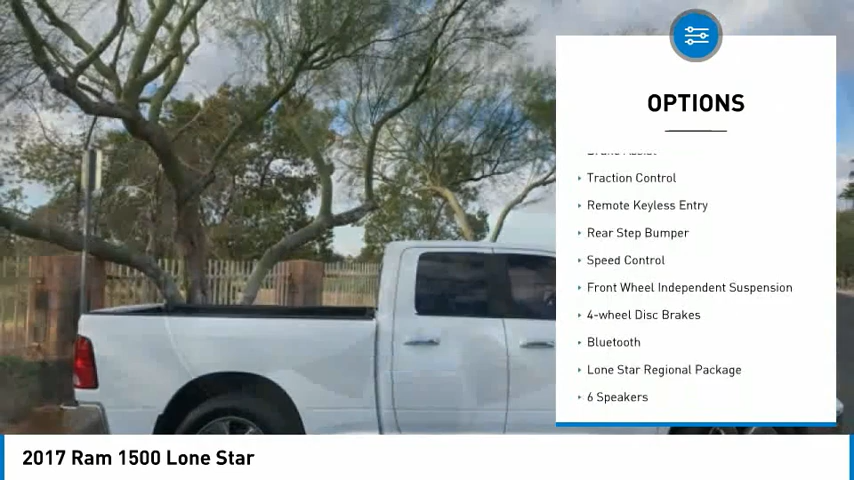 OPTIONS
Traction Control
Remote Keyless Entry
Rear Step Bumper
Speed Control
Front Wheel Independent Suspension
4-wheel Disc Brakes
Bluetooth
Lone Star Regional Package
6 Speakers
2017 Ram 1500 Lone Star